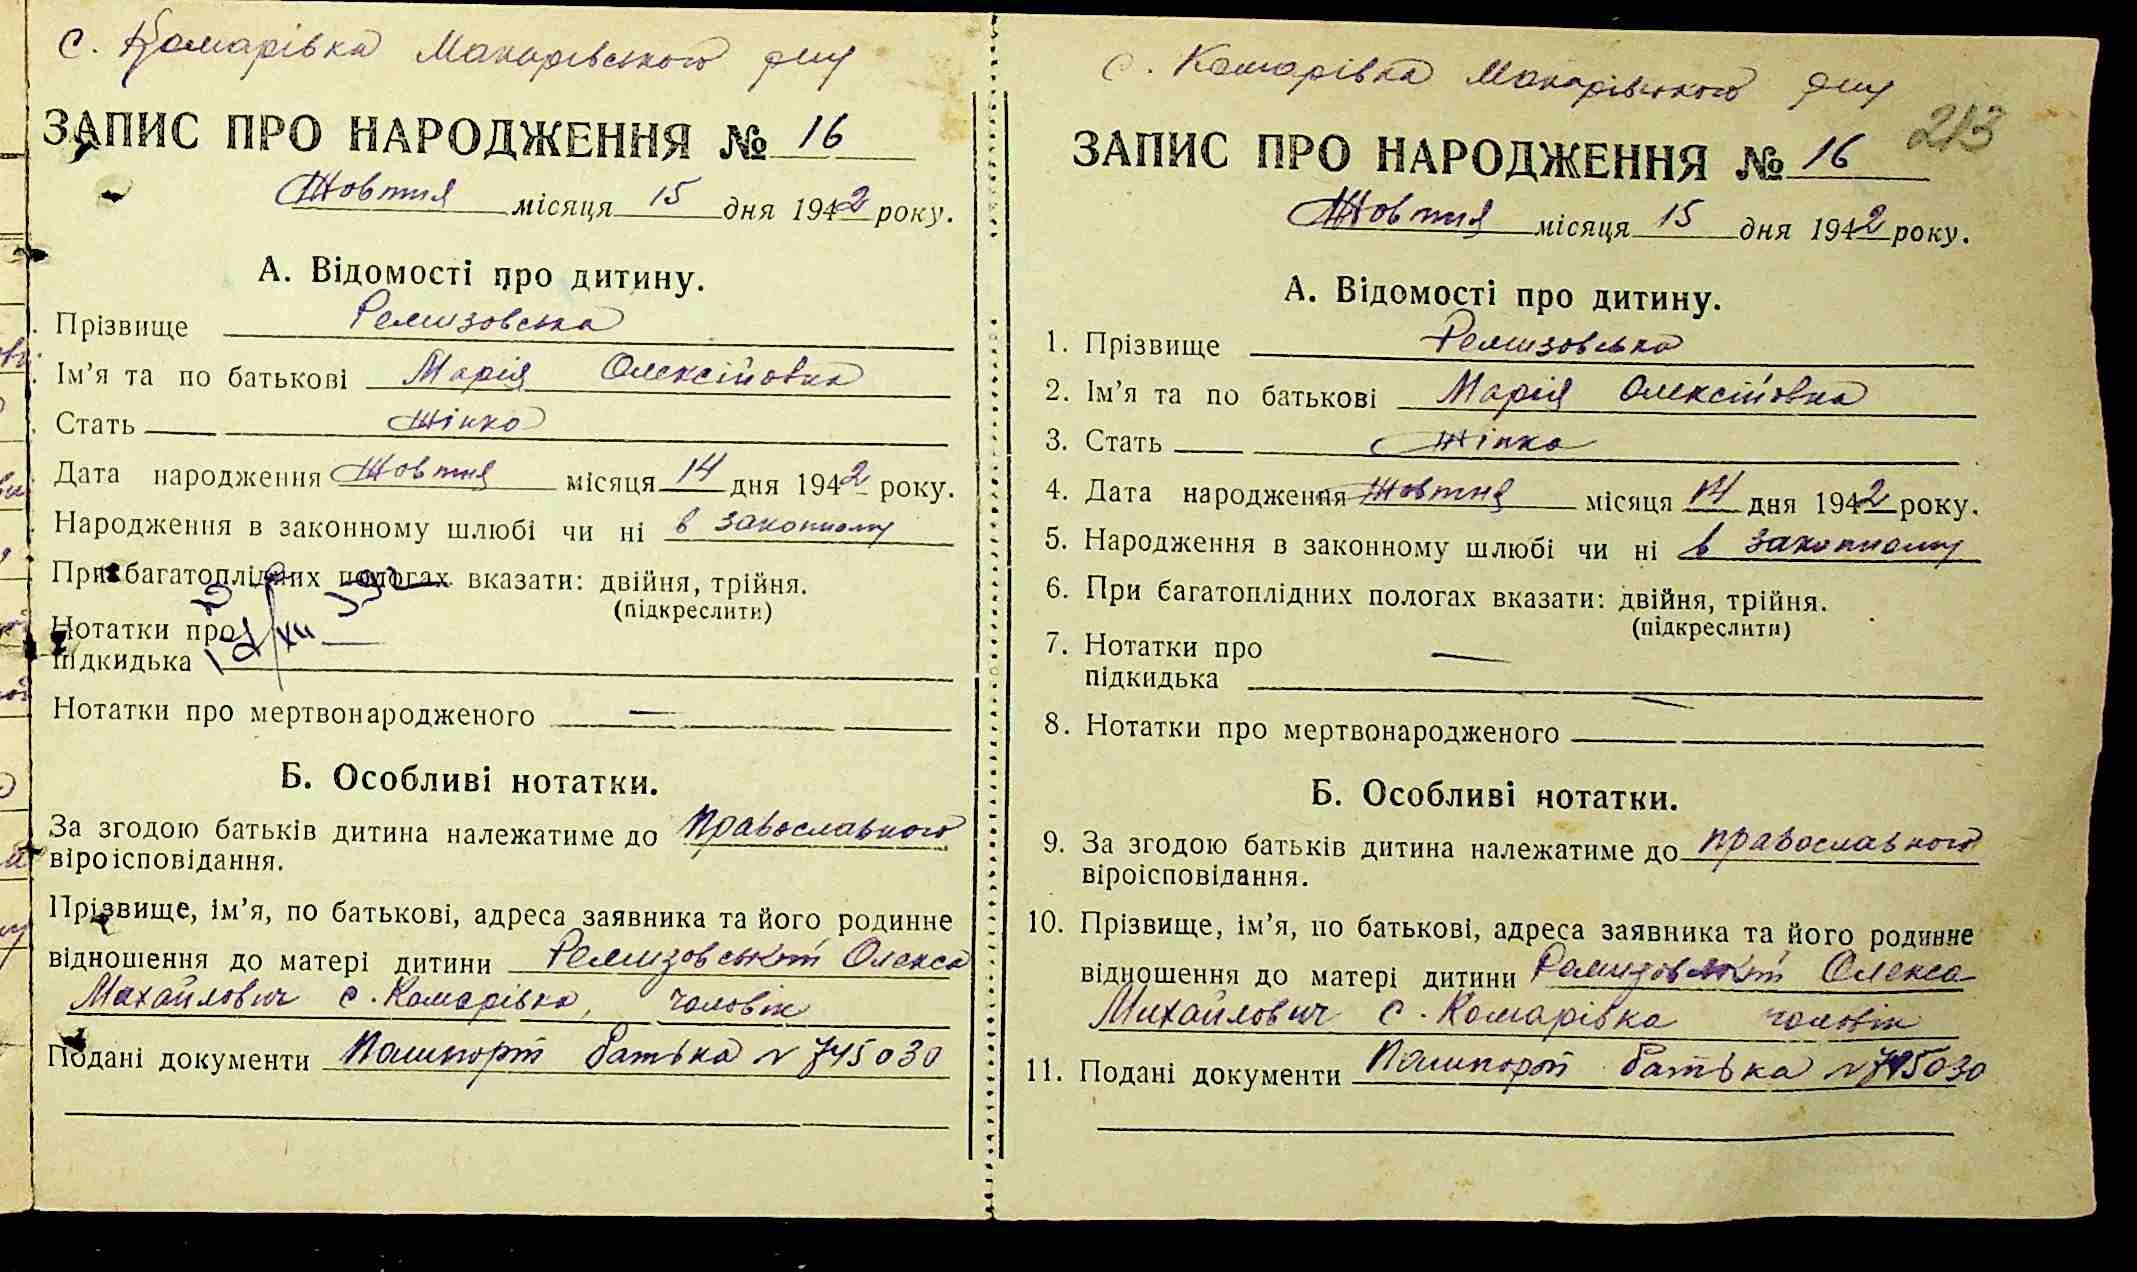 с. Комарівка Макарівського р-ну
ЗАПИС ПРО НАРОДЖЕННЯ № 16
Жовтня місяця 15 дня 1942 року.
А. Відомості про дитину.
Прізвище Ремизовська
Ім’я та по батькові Марія Олексійовна
Стать жінка
Дата народження Жовтня місяця 14 дня 1942 року.
Народження в законному шлюбі чи ні в законному
При багатоплідних пологах вказати: двійня, трійня.
(підкреслити)
Нотатки про —
підкидька
Нотатки про мертвонародженого —
Б. Особливі нотатки.
За згодою батьків дитина належатиме до православного
віроісповідання.
Прізвище, ім’я, по батькові, адреса заявника та його родинне
відношення до матері дитини Ремизовський Олекса
Михайлович с. Комарівка, чоловік
Подані документи Пашпорт батька № 745030
с. Комарівка Макарівського р-ну
213
ЗАПИС ПРО НАРОДЖЕННЯ № 16
Жовтня місяця 15 дня 1942 року.
А. Відомості про дитину.
1. Прізвище Ремизовська
2. Ім’я та по батькові Марія Олексійовна
3. Стать жінка
4. Дата народження Жовтня місяця 14 дня 1942 року.
5. Народження в законному шлюбі чи ні в законному
6. При багатоплідних пологах вказати: двійня, трійня.
(підкреслити)
7. Нотатки про —
підкидька
8. Нотатки про мертвонародженого —
Б. Особливі нотатки.
9. За згодою батьків дитина належатиме до православного
віроісповідання.
10. Прізвище, ім’я, по батькові, адреса заявника та його родинне
відношення до матері дитини Ремизовський Олекса
Михайлович с. Комарівка чоловік
11. Подані документи Пашпорт батька № 745030